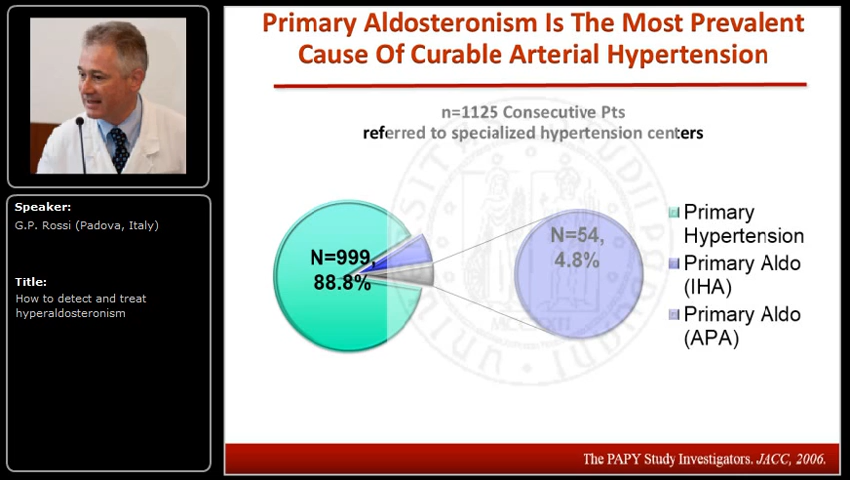 Primary Aldosteronism Is The Most Prevalent
Cause Of Curable Arterial Hypertension
n=1125 Consecutive Pts
referred to specialized hypertension centers
Speaker:
G.P. Rossi (Padova, Italy)
Title:
How to detect and treat
hyperaldosteronism
N=999,
88.8%
N=54,
4.8%
Primary
Hypertension
Primary Aldo
(IHA)
Primary Aldo
(APA)
The PAPY Study Investigators. JACC, 2006.